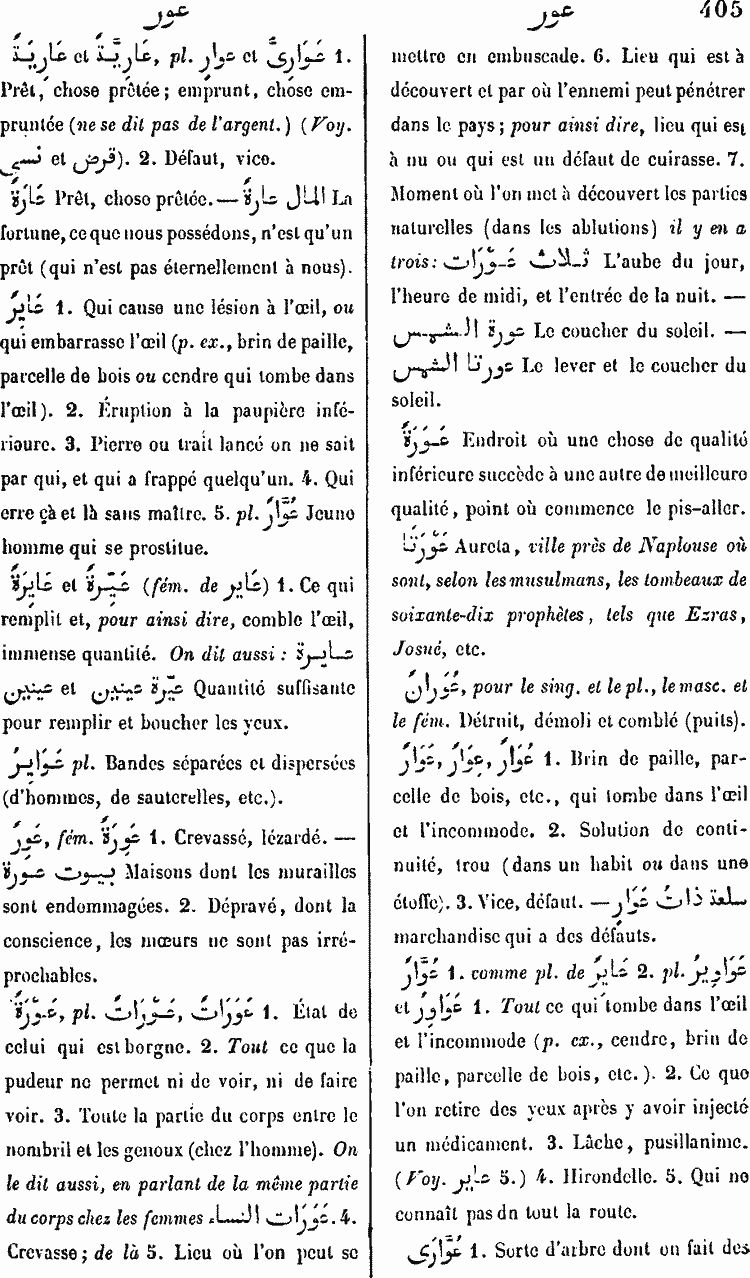 عور
عور
405
عَارِيَةٌ et عَارِيَّةٌ, pl. عوار et عَوَارِىُّ 1.
Prêt, chose prêtée ; emprunt, chose em-
pruntée (ne se dit pas de l'argent.) (Voy.
نسى et قرض). 2. Défaut, vice.
عَارَةٌ Prêt, chose prêtée. — المال عارة La
fortune, ce que nous possédons, n'est qu'un
prêt (qui n'est pas éternellement à nous).
عَائِرٌ 1. Qui cause une lésion à l'œil, ou
qui embarrasse l'œil (p. ex., brin de paille,
parcelle de bois ou cendre qui tombe dans
l'œil). 2. Éruption à la paupière infé-
rieure. 3. Pierre ou trait lancé on ne sait
par qui, et qui a frappé quelqu'un. 4. Qui
erre çà et là sans maître. 5. pl. عُوَّارٌ Jeune
homme qui se prostitue.
عَائِرَةٌ et عَيِّرَةٌ (fém. de عَاير) 1. Ce qui
remplit et, pour ainsi dire, comble l'œil,
immense quantité. On dit aussi : عـايـرة
عينين et عَيِّرة عينين Quantité suffisante
pour remplir et boucher les yeux.
عَوَايِرُ pl. Bandes séparées et dispersées
(d'hommes, de sauterelles, etc.).
عَوِرٌ, fém. عَوِرَةٌ 1. Crevassé, lézardé. —
بيوت عورة Maisons dont les murailles
sont endommagées. 2. Dépravé, dont la
conscience, les mœurs ne sont pas irré-
prochables.
عَوْرَةٌ, pl. عَوْرَاتٌ, عَوَرَاتٌ 1. État de
celui qui est borgne. 2. Tout ce que la
pudeur ne permet ni de voir, ni de faire
voir. 3. Toute la partie du corps entre le
nombril et les genoux (chez l'homme). On
le dit aussi, en parlant de la même partie
du corps chez les femmes عَوْرَات النساء. 4.
Crevasse ; de là 5. Lieu où l'on peut se
mettre en embuscade. 6. Lieu qui est à
découvert et par où l'ennemi peut pénétrer
dans le pays ; pour ainsi dire, lieu qui est
à nu ou qui est un défaut de cuirasse. 7.
Moment où l'on met à découvert les parties
naturelles (dans les ablutions) il y en a
trois : ثـلاث عَـوْرَات L'aube du jour,
l'heure de midi, et l'entrée de la nuit. —
عورة الشمس Le coucher du soleil. —
عورتا الشمس Le lever et le coucher du
soleil.
عَـوْرَةٌ Endroit où une chose de qualité
inférieure succède à une autre de meilleure
qualité, point où commence le pis-aller.
عَوْرَتَا Aureta, ville près de Naplouse où
sont, selon les musulmans, les tombeaux de
soixante-dix prophètes, tels que Ezras,
Josué, etc.
عَوْرَانُ, pour le sing. et le pl., le masc. et
le fém. Détruit, démoli et comblé (puits).
عَوَارٌ, عِوَارٌ, عُوَارٌ 1. Brin de paille, par-
celle de bois, etc., qui tombe dans l'œil
et l'incommode. 2. Solution de conti-
nuité, trou (dans un habit ou dans une
étoffe). 3. Vice, défaut. — سلعة ذاتُ عَوَارٍ
marchandise qui a des défauts.
عُوَّارٌ 1. comme pl. de عَائِرٌ 2. pl. عَوَاوِيرُ
et عَوَاوِرُ 1. Tout ce qui tombe dans l'œil
et l'incommode (p. ex., cendre, brin de
paille, parcelle de bois, etc.). 2. Ce que
l'on retire des yeux après y avoir injecté
un médicament. 3. Lâche, pusillanime.
(Voy. عاير 5.) 4. Hirondelle. 5. Qui ne
connaît pas du tout la route.
عُوَّارَى 1. Sorte d'arbre dont on fait des